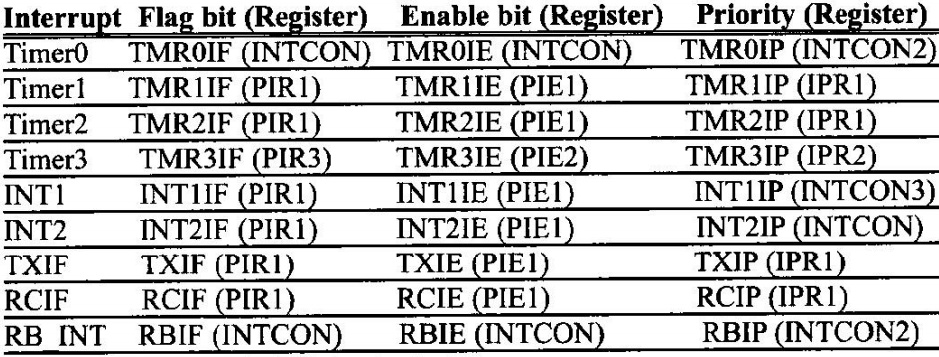 Interrupt Flag bit (Register) Enable bit (Register) Priority (Register)
Timer0 TMR0IF (INTCON) TMR0IE (INTCON) TMR0IP (INTCON2)
Timer1 TMR1IF (PIR1) TMR1IE (PIE1) TMR1IP (IPR1)
Timer2 TMR2IF (PIR1) TMR2IE (PIE1) TMR2IP (IPR1)
Timer3 TMR3IF (PIR3) TMR3IE (PIE2) TMR3IP (IPR2)
INT1 INT1IF (PIR1) INT1IE (PIE1) INT1IP (INTCON3)
INT2 INT2IF (PIR1) INT2IE (PIE1) INT2IP (INTCON)
TXIF TXIF (PIR1) TXIE (PIE1) TXIP (IPR1)
RCIF RCIF (PIR1) RCIE (PIE1) RCIP (IPR1)
RB INT RBIF (INTCON) RBIE (INTCON) RBIP (INTCON2)